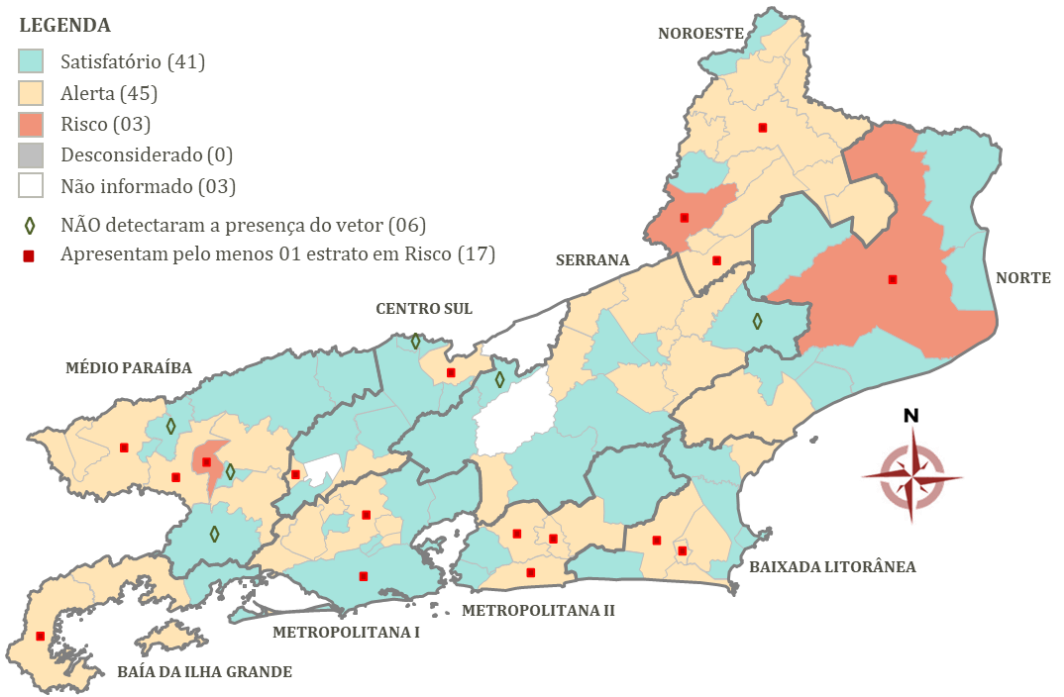 LEGENDA
Satisfatório (41)
Alerta (45)
Risco (03)
Desconsiderado (0)
Não informado (03)
NÃO detectaram a presença do vetor (06)
Apresentam pelo menos 01 estrato em Risco (17)
NOROESTE
SERRANA
NORTE
CENTRO SUL
MÉDIO PARAÍBA
N
BAIXADA LITORÂNEA
METROPOLITANA II
METROPOLITANA I
BAÍA DA ILHA GRANDE